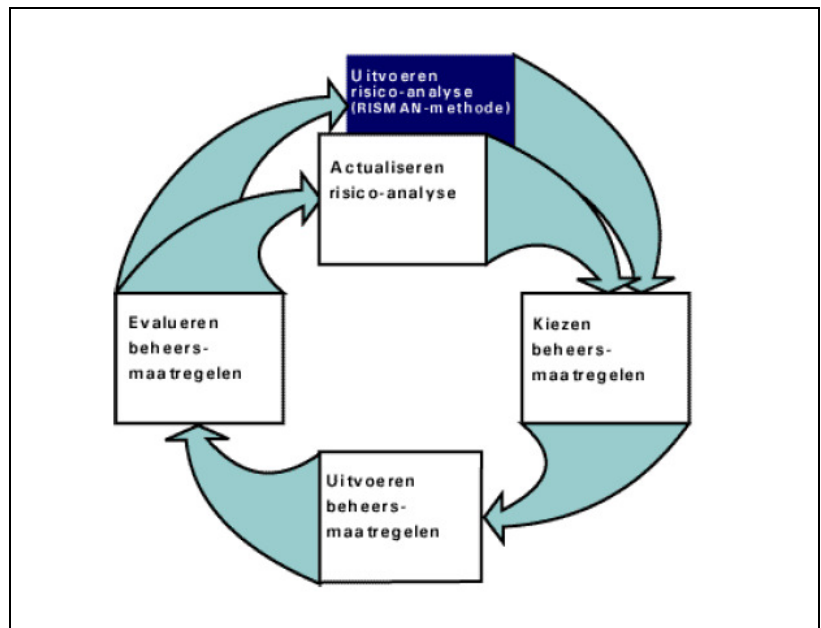 Uitvoeren
risico-analyse
(RISMAN-methode)
Actualiseren
risico-analyse
Evalueren
beheers-
maatregelen
Kiezen
beheers-
maatregelen
Uitvoeren
beheers-
maatregelen